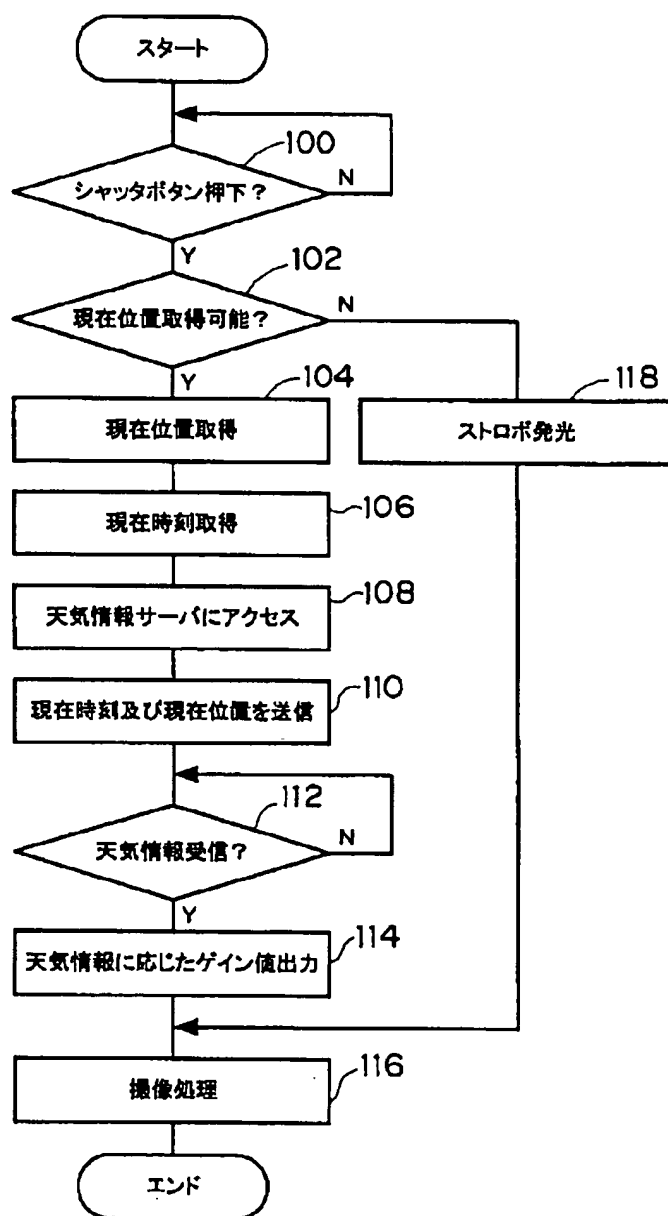 スタート
100
シャッタボタン押下？
N
Y
102
現在位置取得可能？
N
Y
104
現在位置取得
118
ストロボ発光
106
現在時刻取得
108
天気情報サーバにアクセス
110
現在時刻及び現在位置を送信
112
天気情報受信？
N
Y
114
天気情報に応じたゲイン値出力
116
撮像処理
エンド